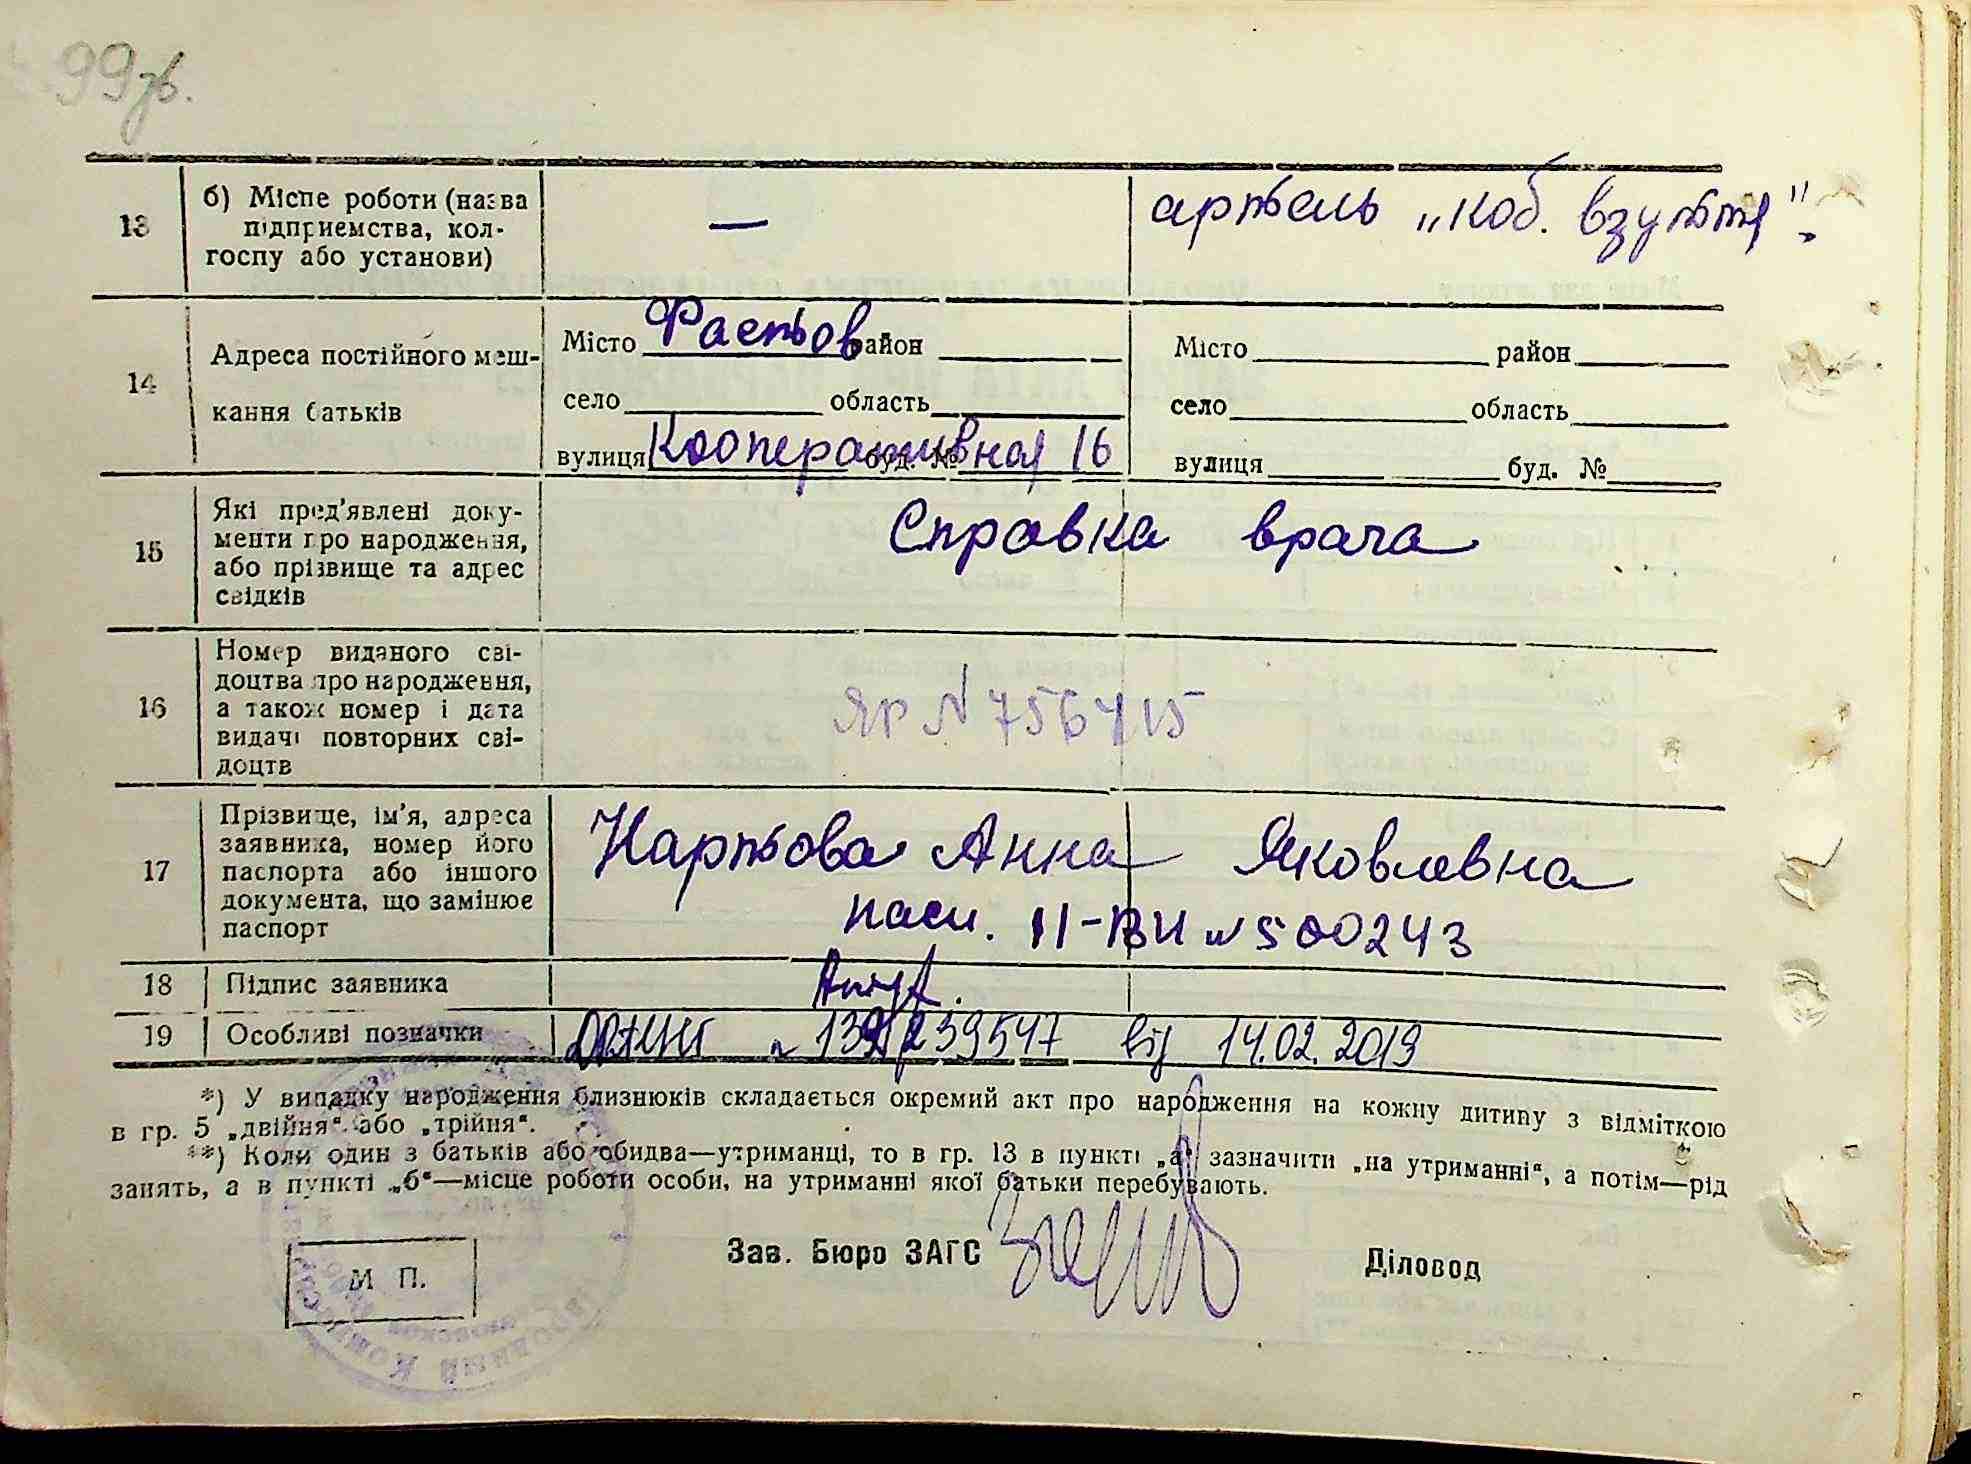 99 зв.
13 б) Місце роботи (назва підприємства, колгоспу або установи) — артель „Коб. взуття".
14 Адреса постійного мешкання батьків
Місто Фастов район Місто район
село область село область
вулиця Кооперативная 16 буд. № вулиця буд. №
15 Які пред'явлені документи про народження, або прізвище та адрес свідків
Справка врача
16 Номер виданого свідоцтва про народження, а також номер і дата видачі повторних свідоцтв
ЯР № 756715
17 Прізвище, ім'я, адреса заявника, номер його паспорта або іншого документа, що замінює паспорт
Нартова Анна Яковлевна
пасп. II-ВИ № 500243
18 Підпис заявника
19 Особливі позначки
від 14.02.2019
*) У випадку народження близнюків складається окремий акт про народження на кожну дитину з відміткою
в гр. 5 „двійня" або „трійня".
**) Коли один з батьків або обидва—утриманці, то в гр. 13 в пункті „а" зазначити „на утриманні", а потім—рід
занять, а в пункті „б"—місце роботи особи, на утриманні якої батьки перебувають.
Зав. Бюро ЗАГС Діловод
М П.